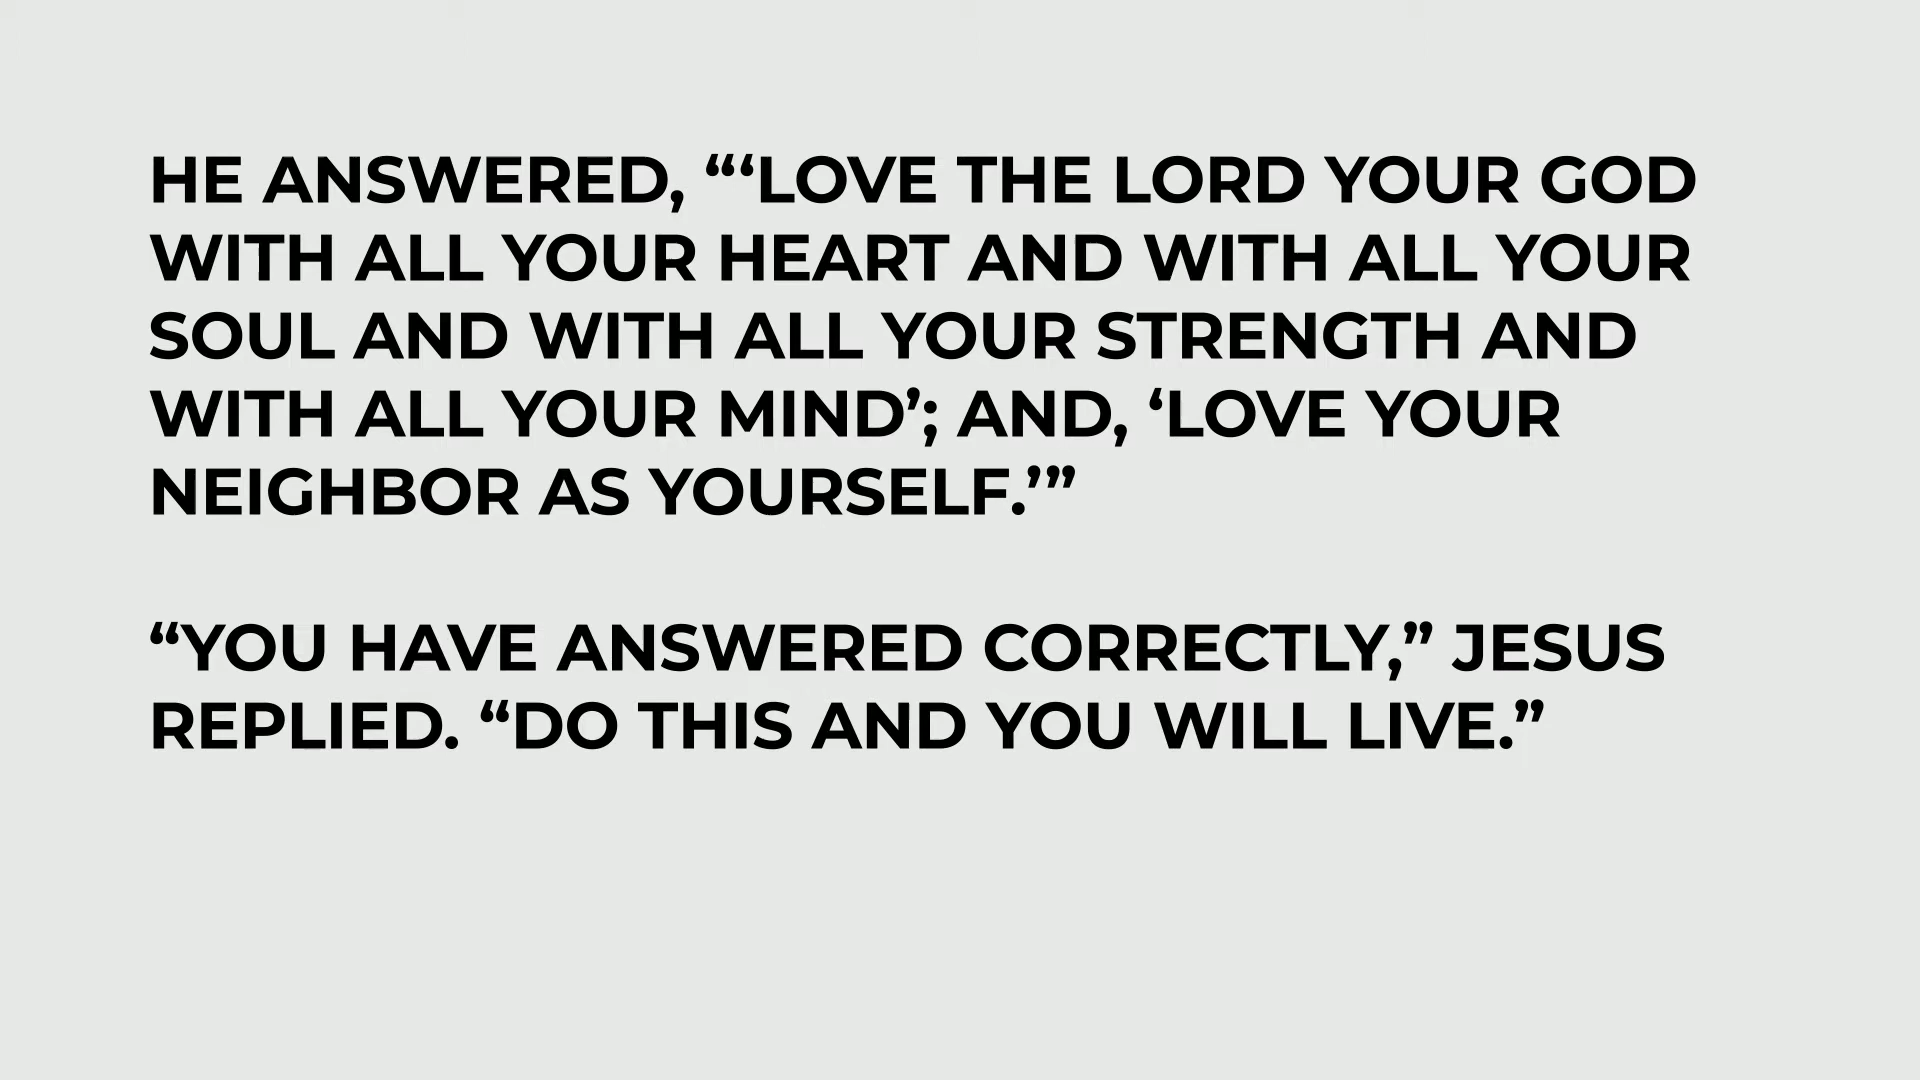 HE ANSWERED, “‘LOVE THE LORD YOUR GOD
WITH ALL YOUR HEART AND WITH ALL YOUR
SOUL AND WITH ALL YOUR STRENGTH AND
WITH ALL YOUR MIND’; AND, ‘LOVE YOUR
NEIGHBOR AS YOURSELF.’”
“YOU HAVE ANSWERED CORRECTLY,” JESUS
REPLIED. “DO THIS AND YOU WILL LIVE.”